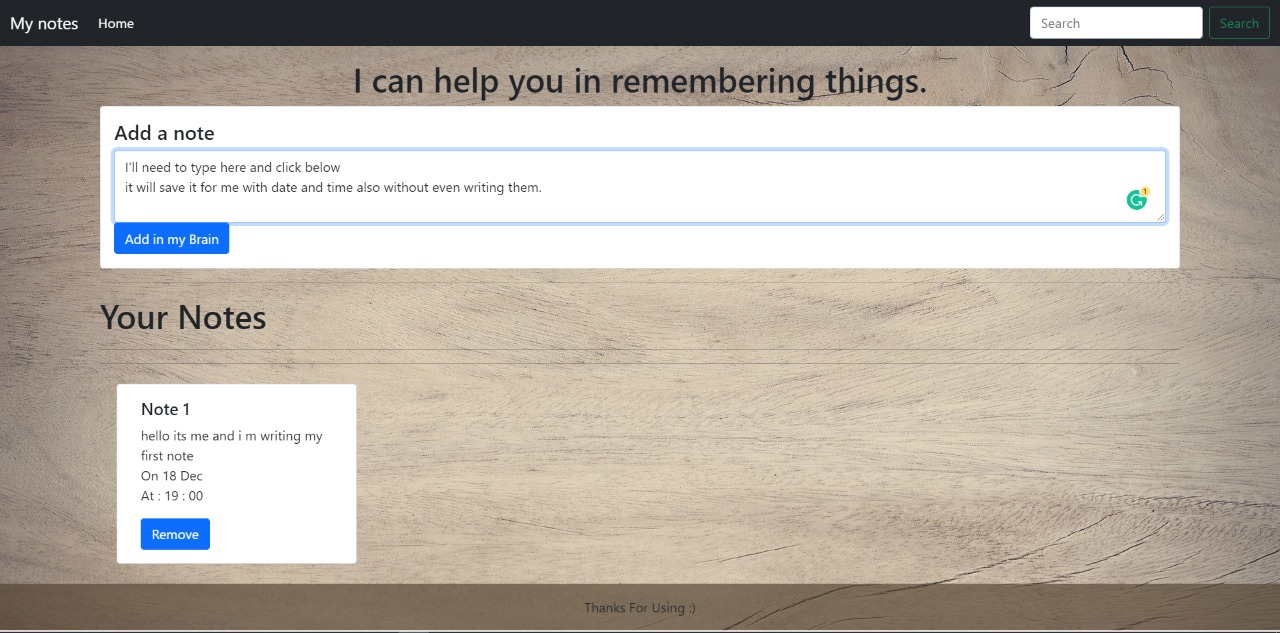 My notes Home Search Search
I can help you in remembering things.
Add a note
I'll need to type here and click below
it will save it for me with date and time also without even writing them.
1
Add in my Brain
Your Notes
Note 1
hello its me and i m writing my
first note
On 18 Dec
At : 19 : 00
Remove
Thanks For Using :)